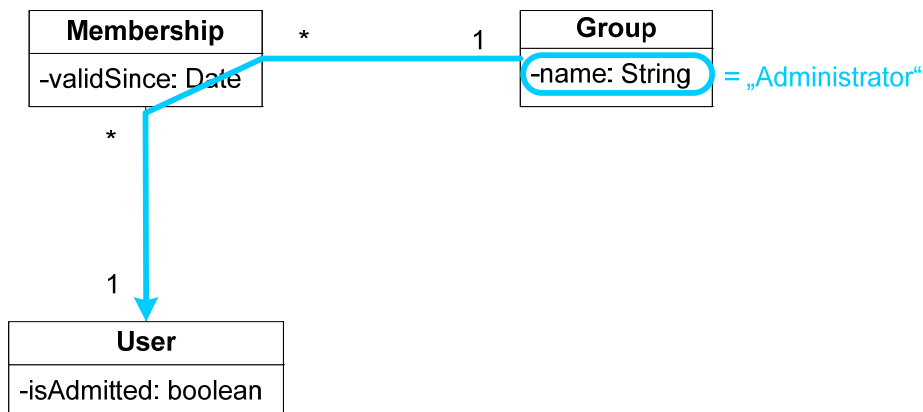 Membership
-validSince: Date
*
1
Group
-name: String
= „Administrator“
*
1
User
-isAdmitted: boolean